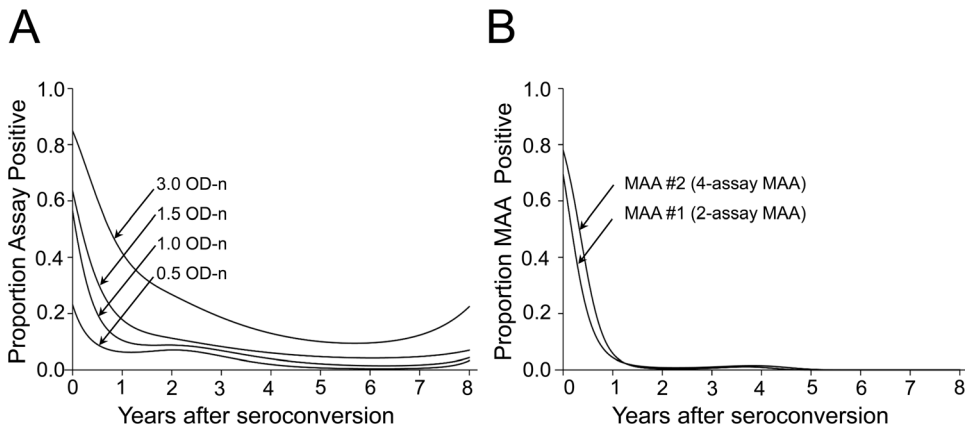 A
Proportion Assay Positive
1.0
0.8
0.6
0.4
0.2
0.0
3.0 OD-n
1.5 OD-n
1.0 OD-n
0.5 OD-n
0 1 2 3 4 5 6 7 8
Years after seroconversion
B
Proportion MAA Positive
1.0
0.8
0.6
0.4
0.2
0.0
MAA #2 (4-assay MAA)
MAA #1 (2-assay MAA)
0 1 2 3 4 5 6 7 8
Years after seroconversion